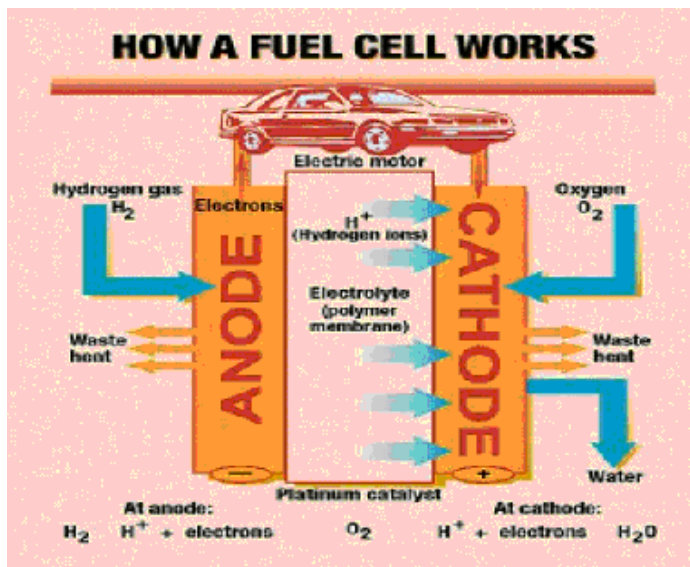 HOW A FUEL CELL WORKS
Electric motor
Hydrogen gas
H₂
Electrons
H⁺
(Hydrogen ions)
Oxygen
O₂
ANODE
CATHODE
Electrolyte
(polymer
membrane)
Waste
heat
Waste
heat
−
+
Water
Platinum catalyst
At anode:
At cathode:
H₂ H⁺ + electrons O₂ H⁺ + electrons H₂O